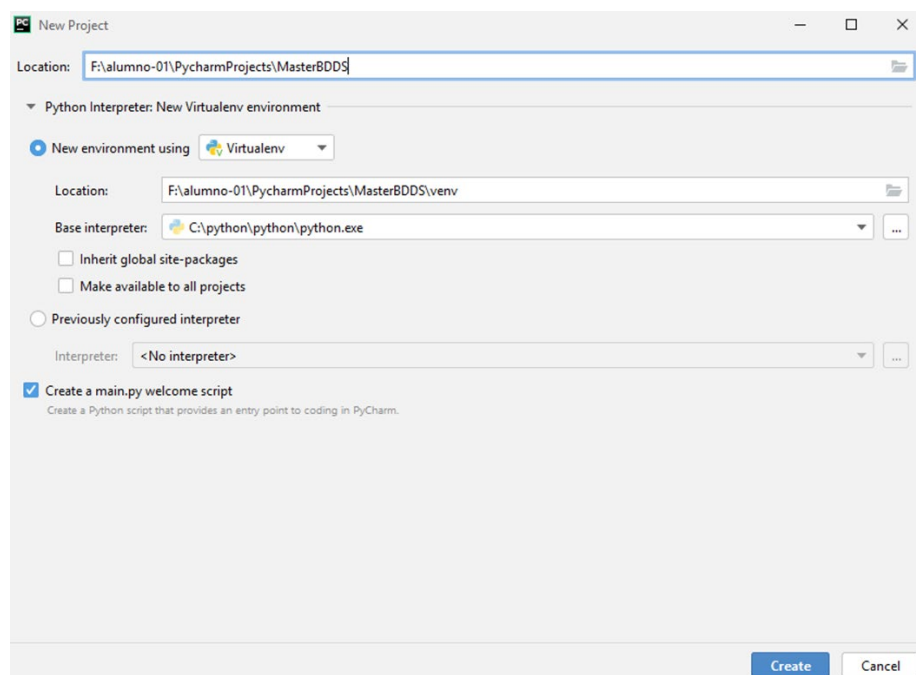 PC New Project
Location: F:\alumno-01\PycharmProjects\MasterBDDS
Python Interpreter: New Virtualenv environment
New environment using Virtualenv
Location: F:\alumno-01\PycharmProjects\MasterBDDS\venv
Base interpreter: C:\python\python\python.exe ...
Inherit global site-packages
Make available to all projects
Previously configured interpreter
Interpreter: <No interpreter> ...
Create a main.py welcome script
Create a Python script that provides an entry point to coding in PyCharm.
Create Cancel